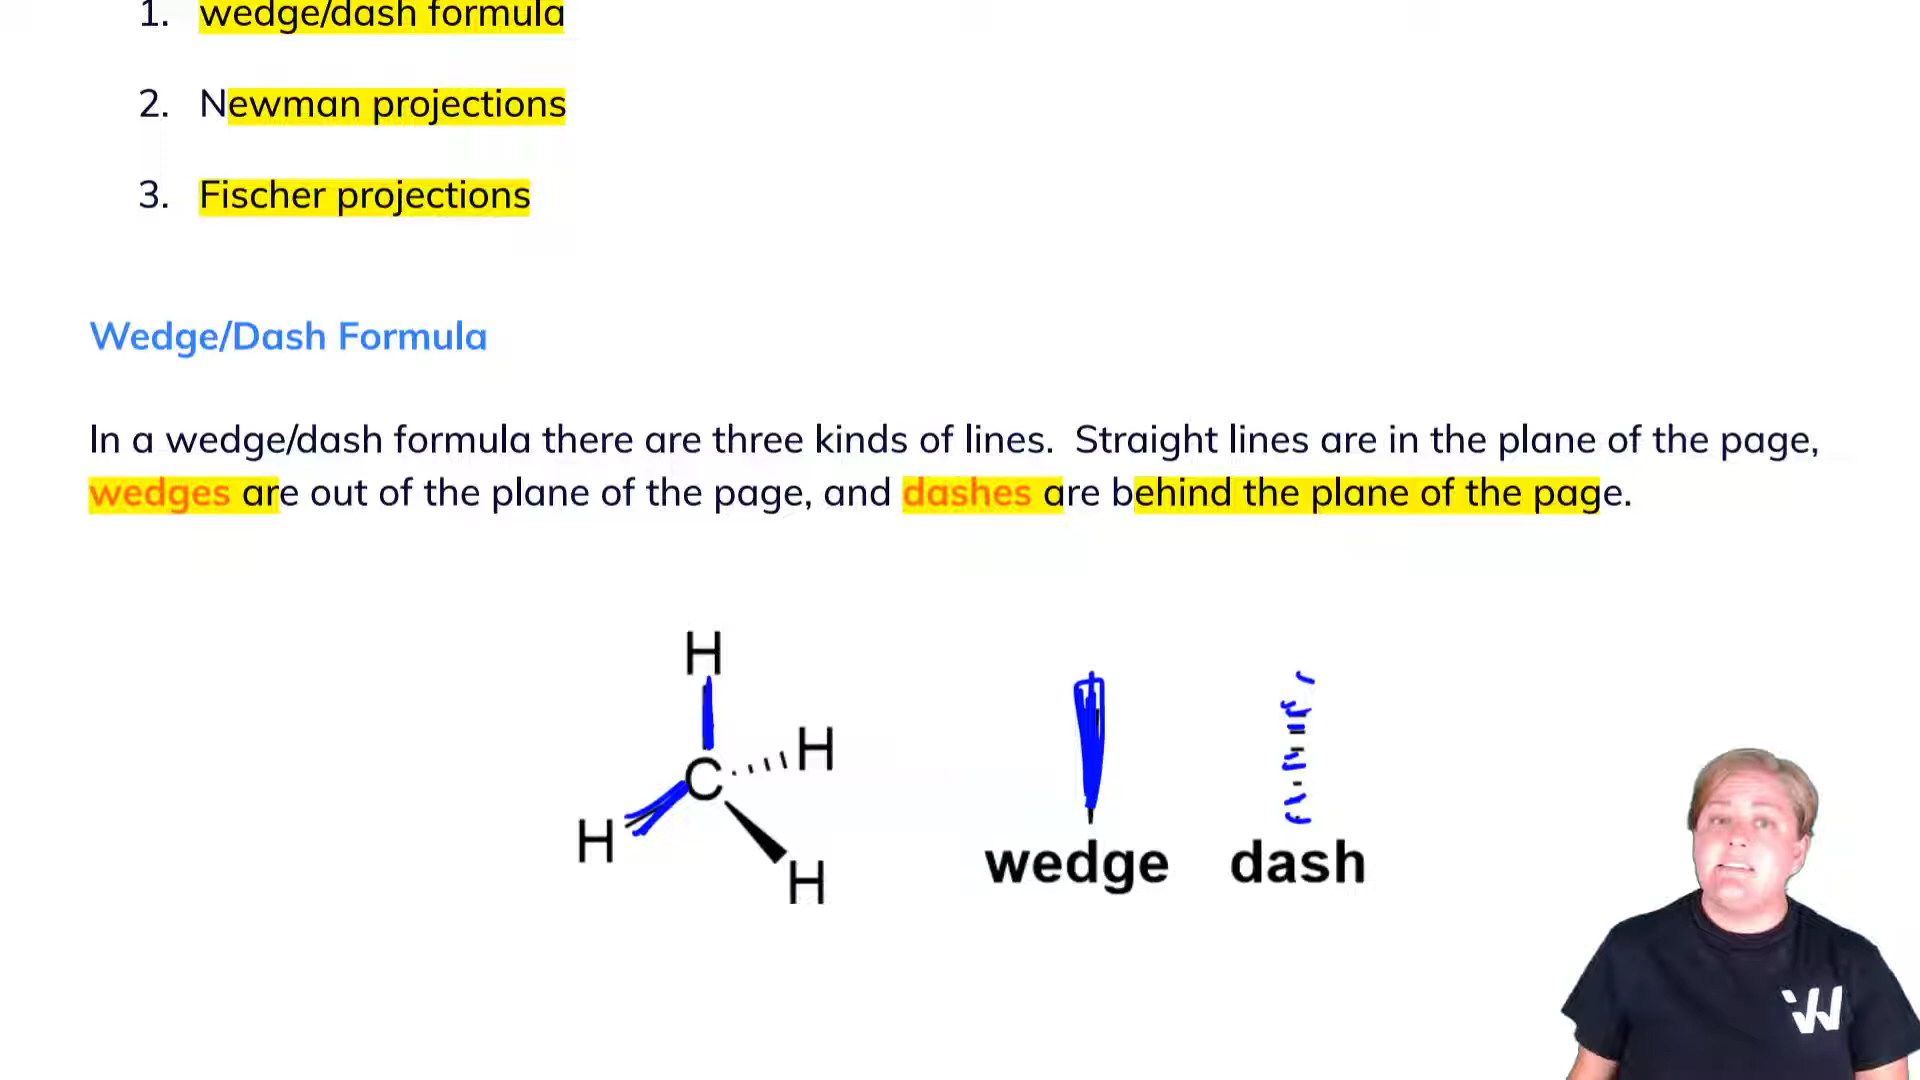 1. wedge/dash formula
2. Newman projections
3. Fischer projections
Wedge/Dash Formula
In a wedge/dash formula there are three kinds of lines. Straight lines are in the plane of the page,
wedges are out of the plane of the page, and dashes are behind the plane of the page.
H
C
H
H
H
wedge
dash
W